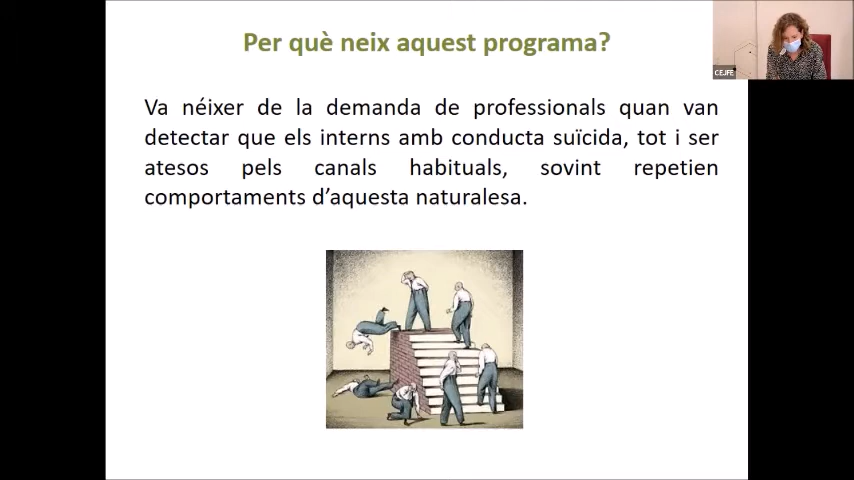 Per què neix aquest programa?
CEJFE
Va néixer de la demanda de professionals quan van
detectar que els interns amb conducta suïcida, tot i ser
atesos pels canals habituals, sovint repetien
comportaments d’aquesta naturalesa.